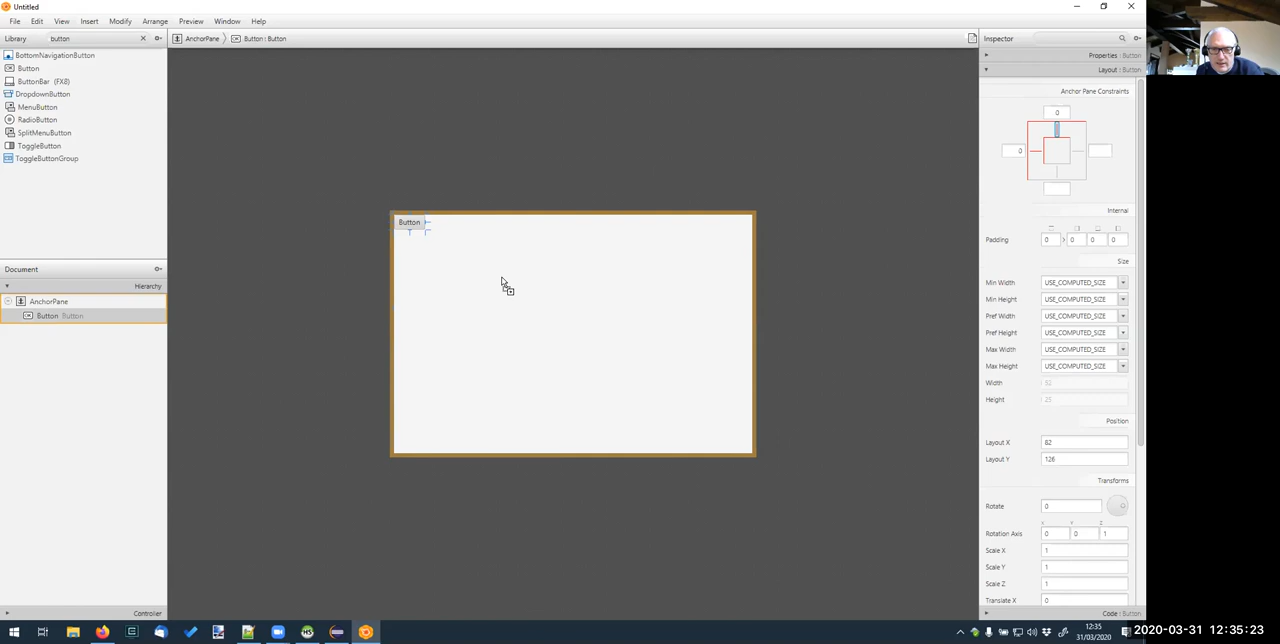 Untitled
File Edit View Insert Modify Arrange Preview Window Help
Library button
AnchorPane Button : Button
Inspector
BottomNavigationButton
Button
ButtonBar (FX8)
DropdownButton
MenuButton
RadioButton
SplitMenuButton
ToggleButton
ToggleButtonGroup
Document
Hierarchy
AnchorPane
Button Button
Controller
Button
Properties : Button
Layout : Button
Anchor Pane Constraints
0
0
Internal
Padding 0 0 0 0
Size
Min Width USE_COMPUTED_SIZE
Min Height USE_COMPUTED_SIZE
Pref Width USE_COMPUTED_SIZE
Pref Height USE_COMPUTED_SIZE
Max Width USE_COMPUTED_SIZE
Max Height USE_COMPUTED_SIZE
Width 52
Height 25
Position
Layout X 62
Layout Y 126
Transforms
Rotate 0
X Y Z
Rotation Axis 0 0 1
Scale X 1
Scale Y 1
Scale Z 1
Translate X 0
Code : Button
12:35
31/03/2020
2020-03-31 12:35:23